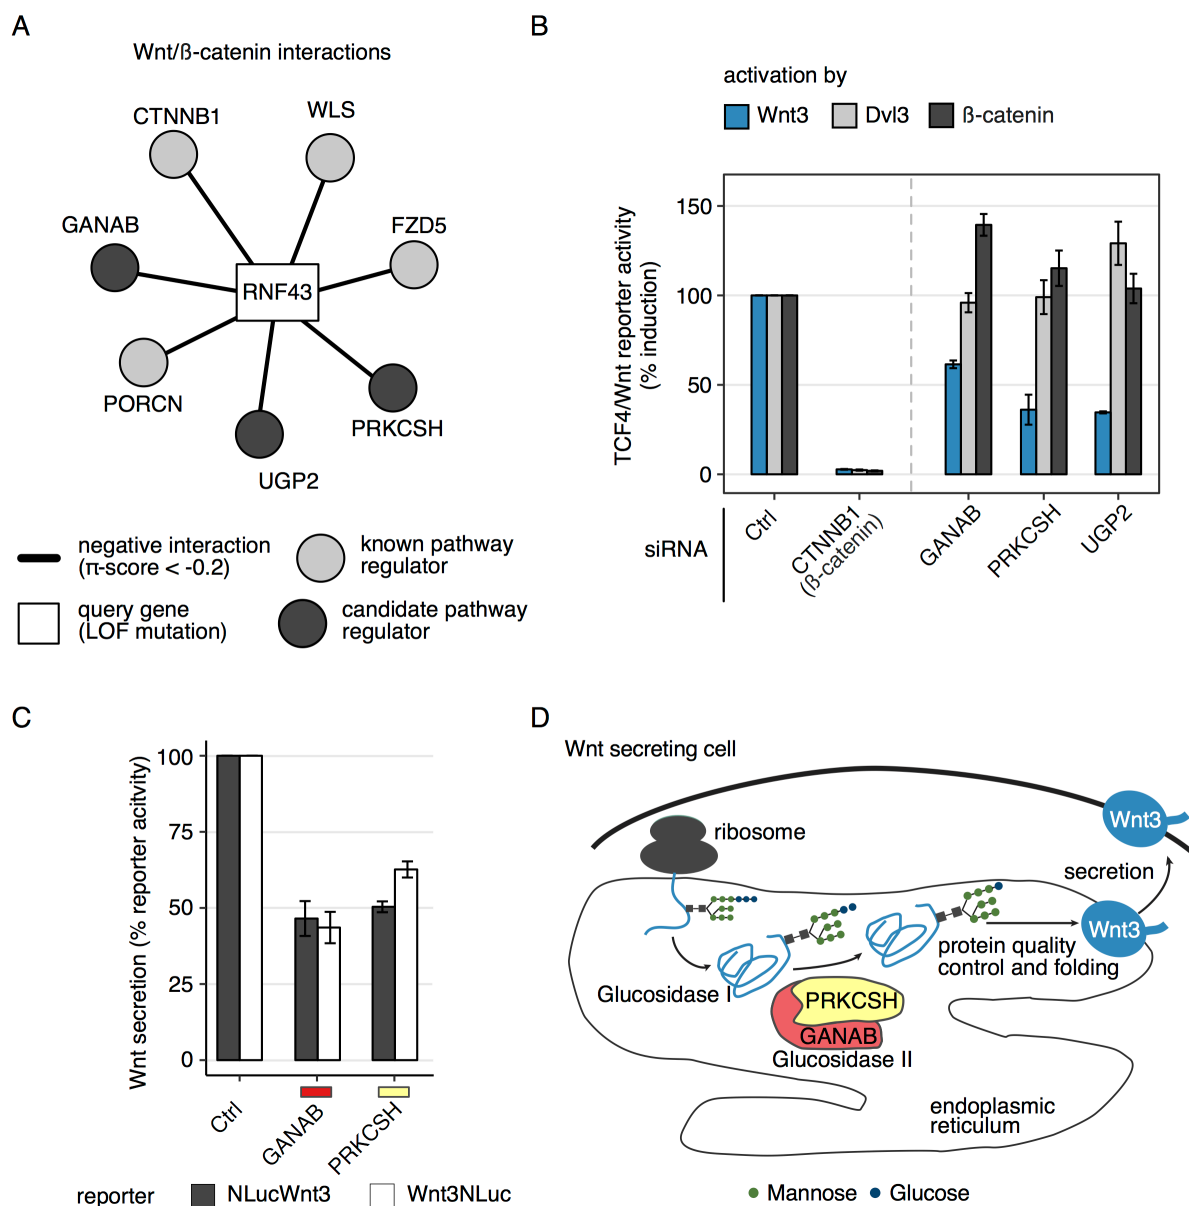 A
Wnt/ß-catenin interactions
CTNNB1
WLS
GANAB
FZD5
RNF43
PORCN
PRKCSH
UGP2
negative interaction
(π-score < -0.2)
known pathway
regulator
query gene
(LOF mutation)
candidate pathway
regulator
B
activation by
Wnt3
Dvl3
ß-catenin
TCF4/Wnt reporter activity
(% induction)
150
100
50
0
siRNA
Ctrl
CTNNB1
(ß-catenin)
GANAB
PRKCSH
UGP2
C
Wnt secretion (% reporter acitvity)
100
75
50
25
0
Ctrl
GANAB
PRKCSH
reporter
NLucWnt3
Wnt3NLuc
D
Wnt secreting cell
ribosome
Wnt3
secretion
Wnt3
protein quality
control and folding
Glucosidase I
PRKCSH
GANAB
Glucosidase II
endoplasmic
reticulum
Mannose
Glucose